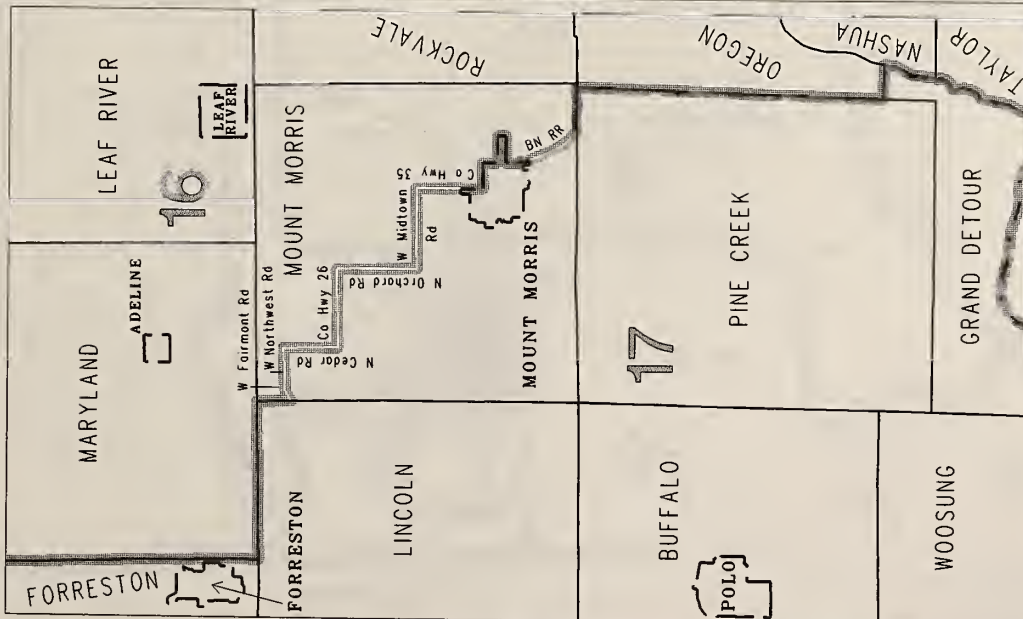 LEAF RIVER
ROCKVALE
OREGON
NASHUA
TAYLOR
LEAF
RIVER
16
MOUNT MORRIS
MARYLAND
ADELINE
W Fairmont Rd
W Northwest Rd
N Cedar Rd
Co Hwy 26
N Orchard Rd
W Midtown
Rd
Co Hwy 35
BN RR
MOUNT MORRIS
17
PINE CREEK
GRAND DETOUR
FORRESTON
FORRESTON
LINCOLN
BUFFALO
POLO
WOOSUNG